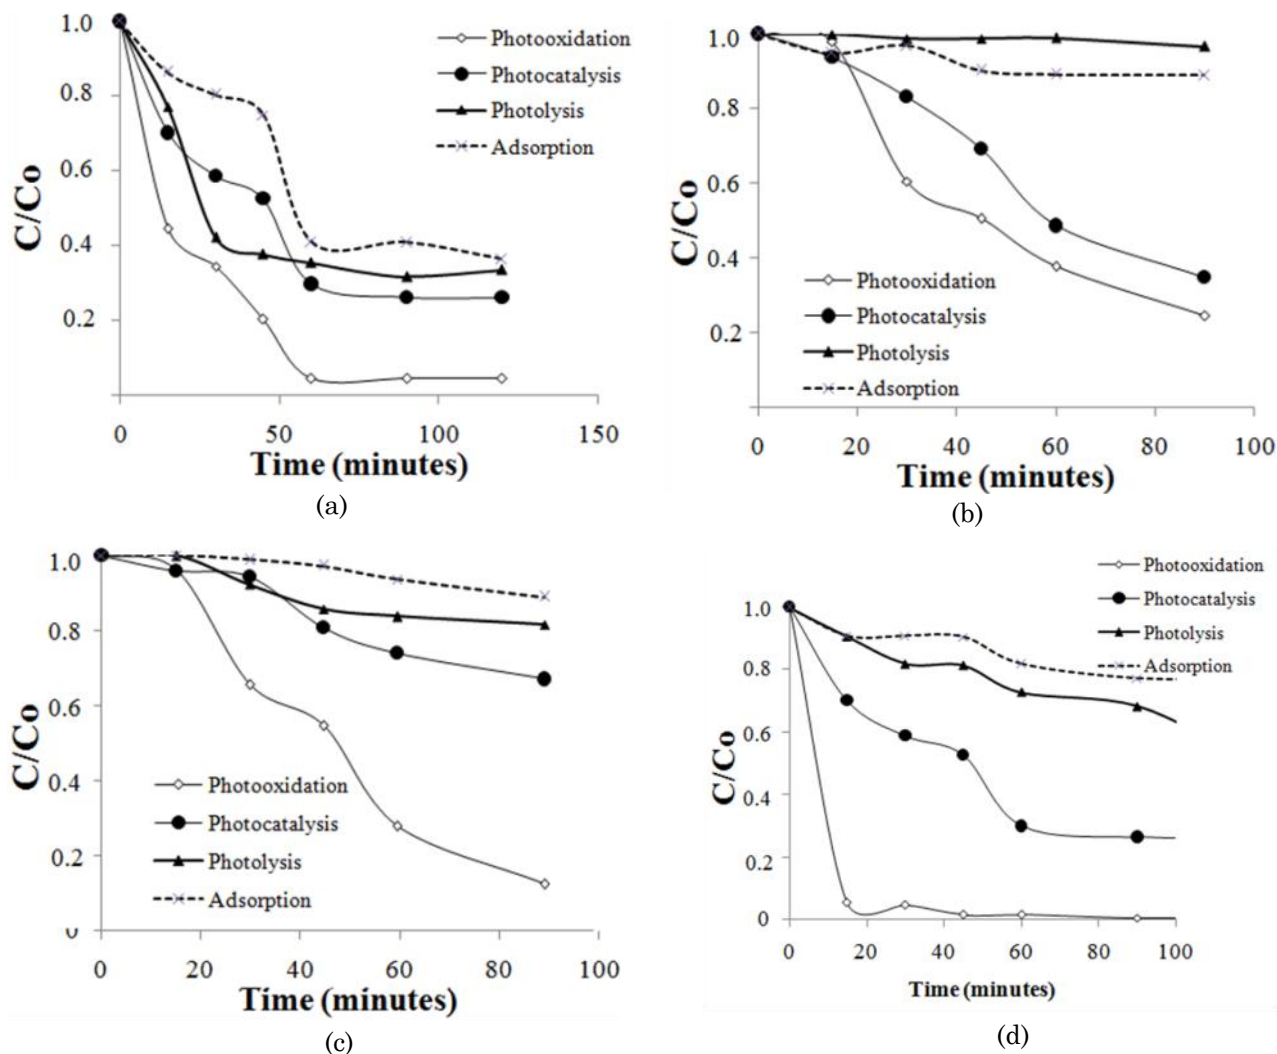 1.0
0.8
0.6
0.4
0.2
C/Co
Photooxidation
Photocatalysis
Photolysis
Adsorption
0 50 100 150
Time (minutes)
(a)
1.0
0.8
0.6
0.4
0.2
C/Co
Photooxidation
Photocatalysis
Photolysis
Adsorption
0 20 40 60 80 100
Time (minutes)
(b)
1.0
0.8
0.6
0.4
0.2
C/Co
Photooxidation
Photocatalysis
Photolysis
Adsorption
0 20 40 60 80 100
Time (minutes)
(c)
Photooxidation
Photocatalysis
Photolysis
Adsorption
1.0
0.8
0.6
0.4
0.2
0
C/Co
0 20 40 60 80 100
Time (minutes)
(d)